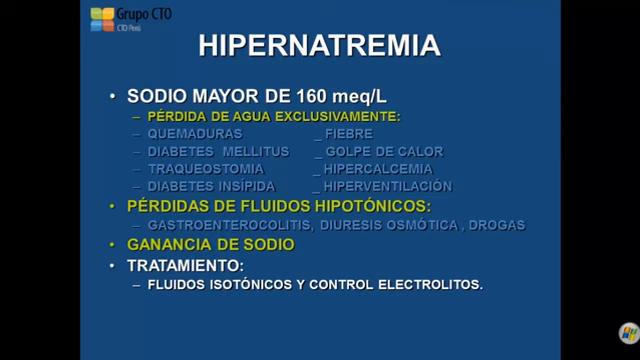 Grupo CTO
CTO Perú
HIPERNATREMIA
• SODIO MAYOR DE 160 meq/L
– PÉRDIDA DE AGUA EXCLUSIVAMENTE:
– QUEMADURAS _ FIEBRE
– DIABETES MELLITUS _ GOLPE DE CALOR
– TRAQUEOSTOMIA _ HIPERCALCEMIA
– DIABETES INSÍPIDA _ HIPERVENTILACIÓN
• PÉRDIDAS DE FLUIDOS HIPOTÓNICOS:
– GASTROENTEROCOLITIS, DIURESIS OSMÓTICA , DROGAS
• GANANCIA DE SODIO
• TRATAMIENTO:
– FLUIDOS ISOTÓNICOS Y CONTROL ELECTROLITOS.